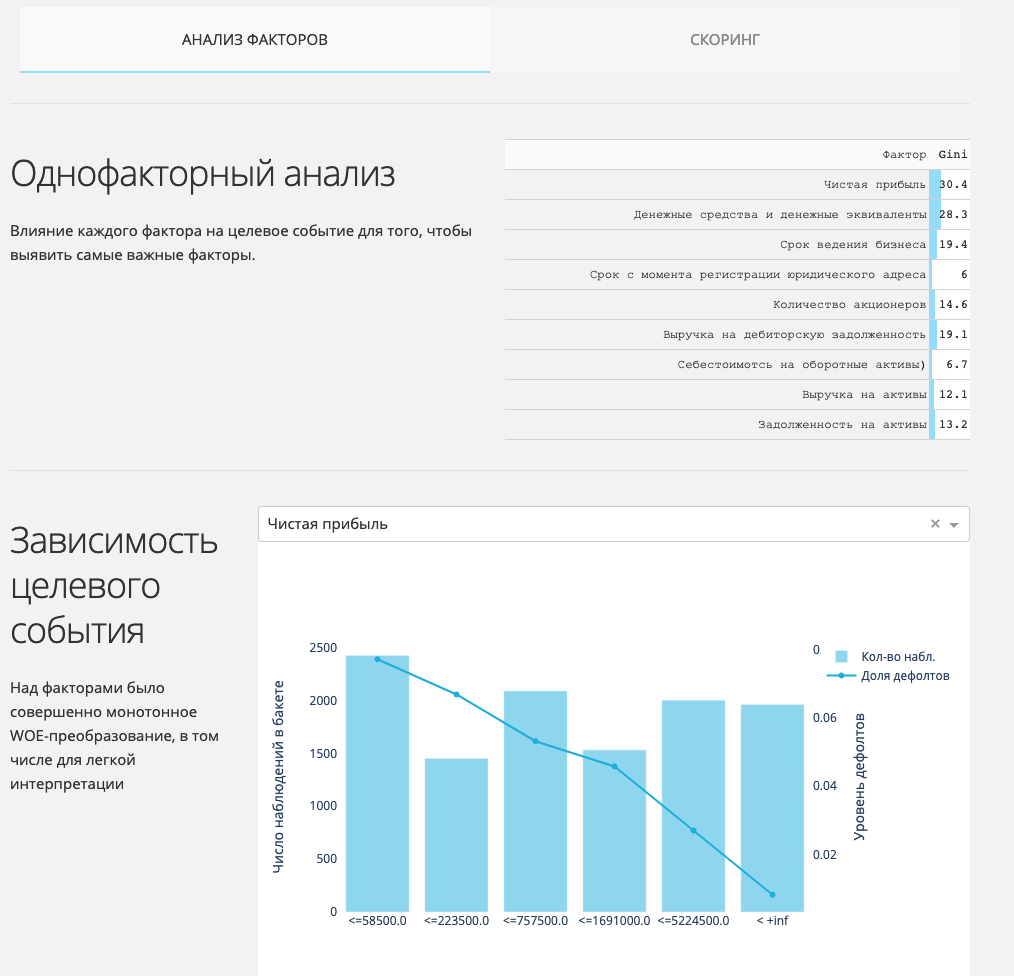 АНАЛИЗ ФАКТОРОВ
СКОРИНГ
Однофакторный анализ
Влияние каждого фактора на целевое событие для того, чтобы
выявить самые важные факторы.
Фактор Gini
Чистая прибыль 30.4
Денежные средства и денежные эквиваленты 28.3
Срок ведения бизнеса 19.4
Срок с момента регистрации юридического адреса 6
Количество акционеров 14.6
Выручка на дебиторскую задолженность 19.1
Себестоимотсь на оборотные активы) 6.7
Выручка на активы 12.1
Задолженность на активы 13.2
Зависимость
целевого
события
Над факторами было
совершенно монотонное
WOE-преобразование, в том
числе для легкой
интерпретации
Чистая прибыль
Число наблюдений в бакете
2500
2000
1500
1000
500
0
<=58500.0 <=223500.0 <=757500.0 <=1691000.0 <=5224500.0 < +inf
0
0.06
0.04
0.02
Уровень дефолтов
Кол-во набл.
Доля дефолтов